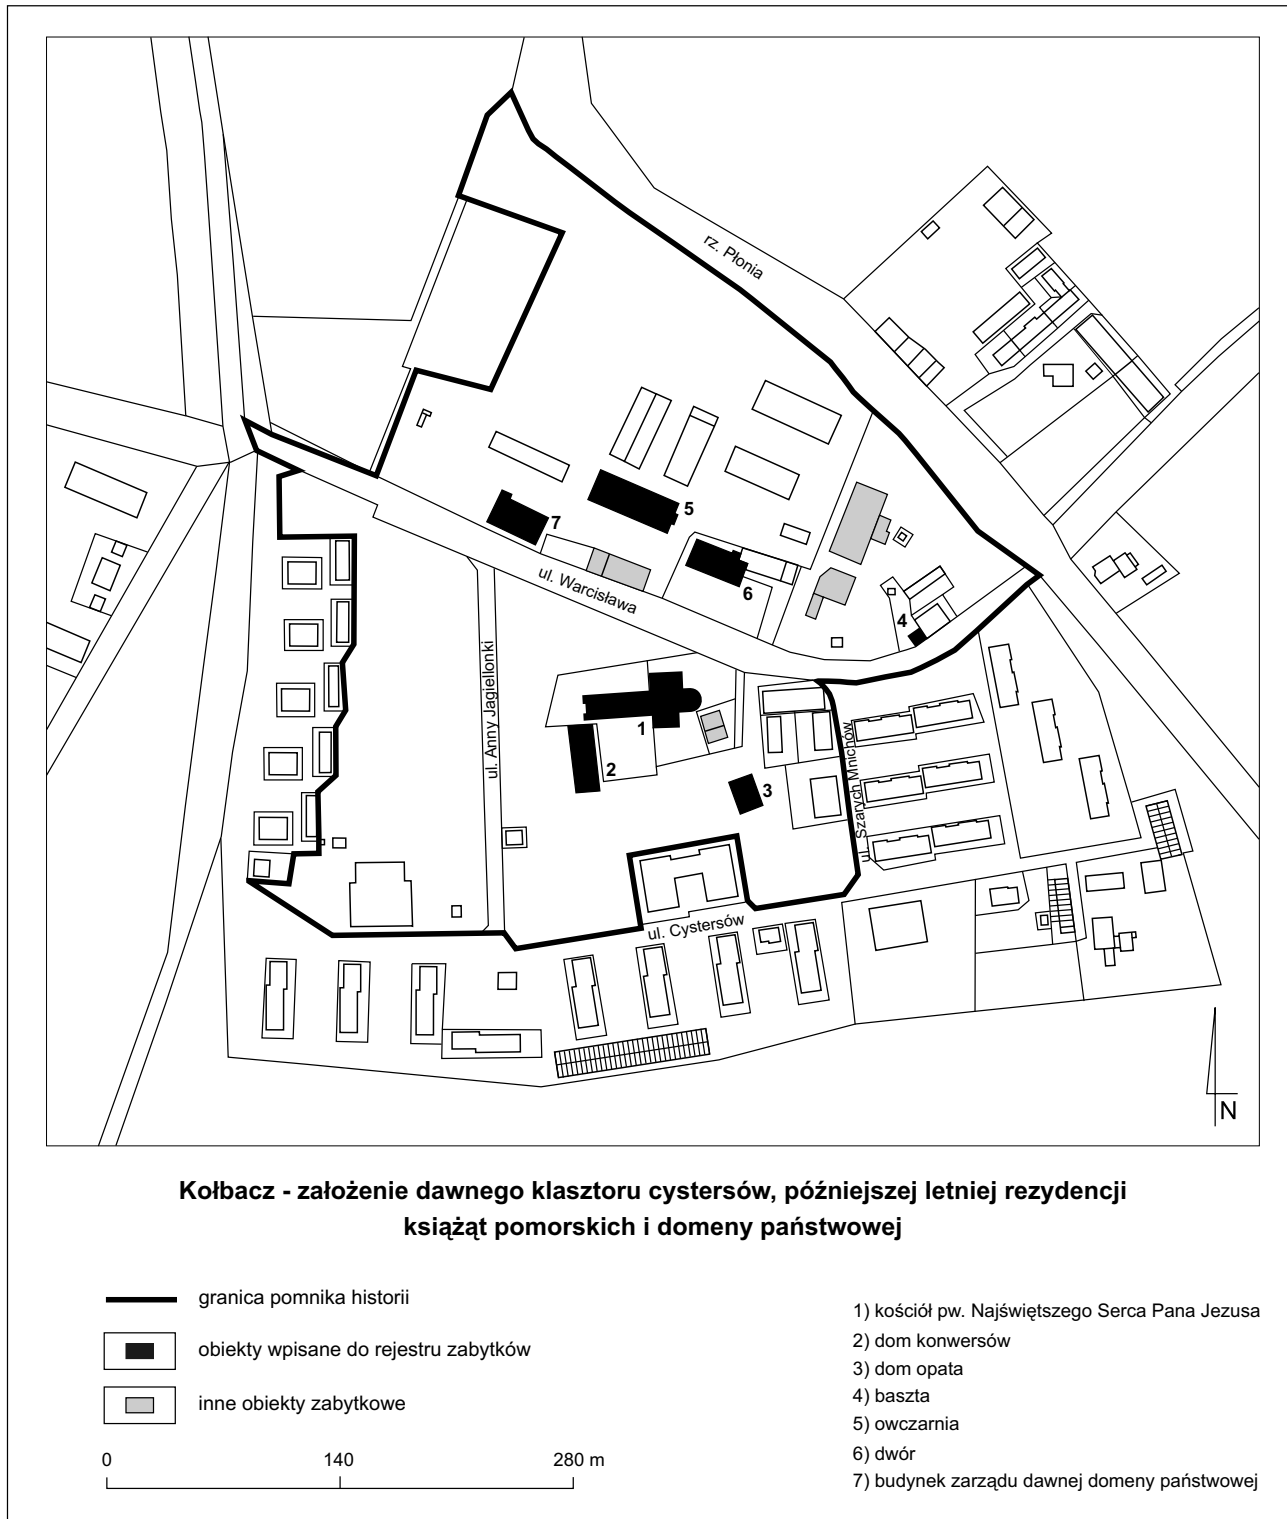 rz. Płonia
5
7
ul. Warcisława
6
4
ul. Anny Jagiellonki
1
2
3
ul. Szarych Mnichów
ul. Cystersów
N
Kołbacz - założenie dawnego klasztoru cystersów, późniejszej letniej rezydencji
książąt pomorskich i domeny państwowej
granica pomnika historii
obiekty wpisane do rejestru zabytków
inne obiekty zabytkowe
0 140 280 m
1) kościół pw. Najświętszego Serca Pana Jezusa
2) dom konwersów
3) dom opata
4) baszta
5) owczarnia
6) dwór
7) budynek zarządu dawnej domeny państwowej